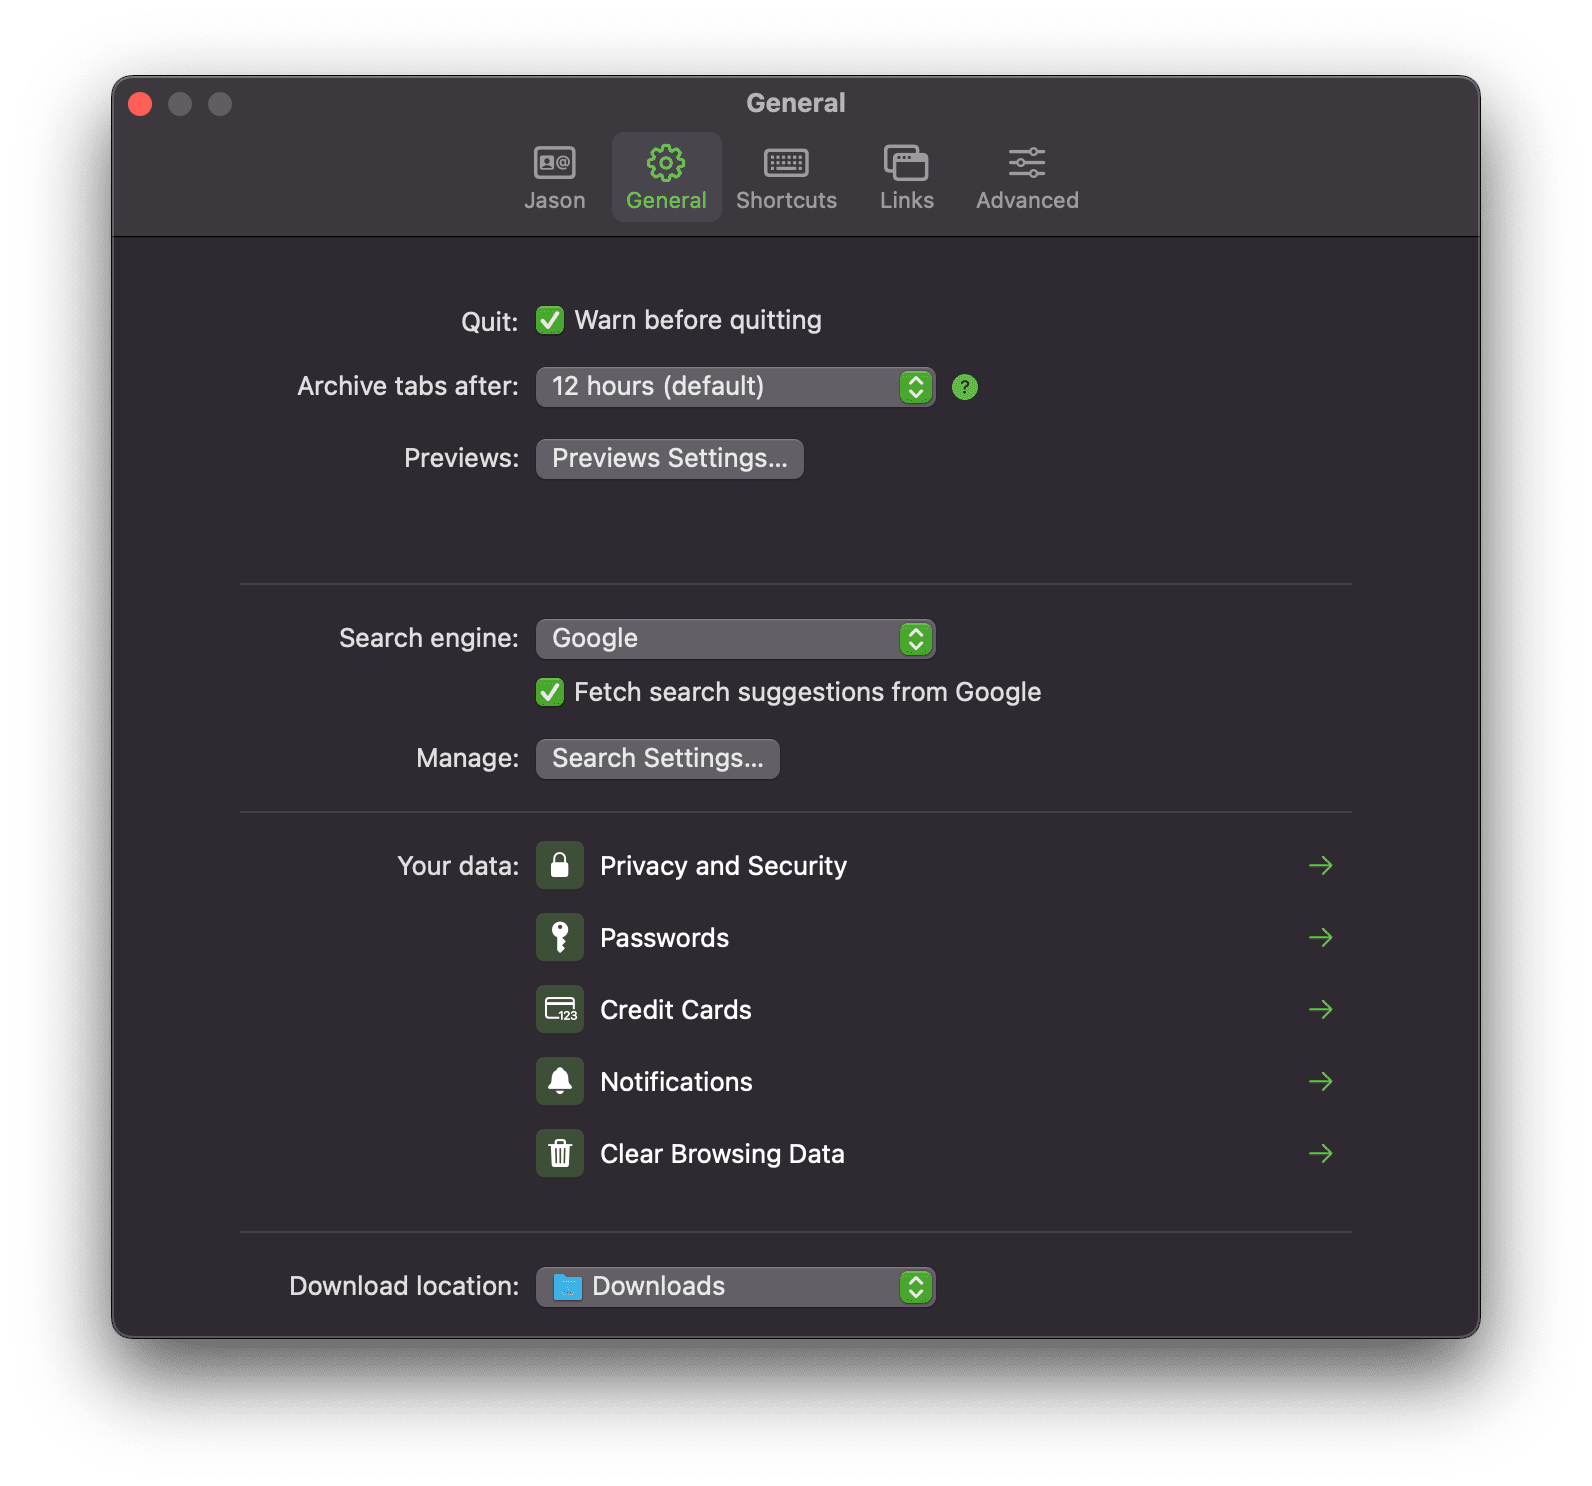 General
Jason
General
Shortcuts
Links
Advanced
Quit: Warn before quitting
Archive tabs after: 12 hours (default) ?
Previews: Previews Settings...
Search engine: Google
Fetch search suggestions from Google
Manage: Search Settings...
Your data: Privacy and Security
Passwords
123 Credit Cards
Notifications
Clear Browsing Data
Download location: Downloads